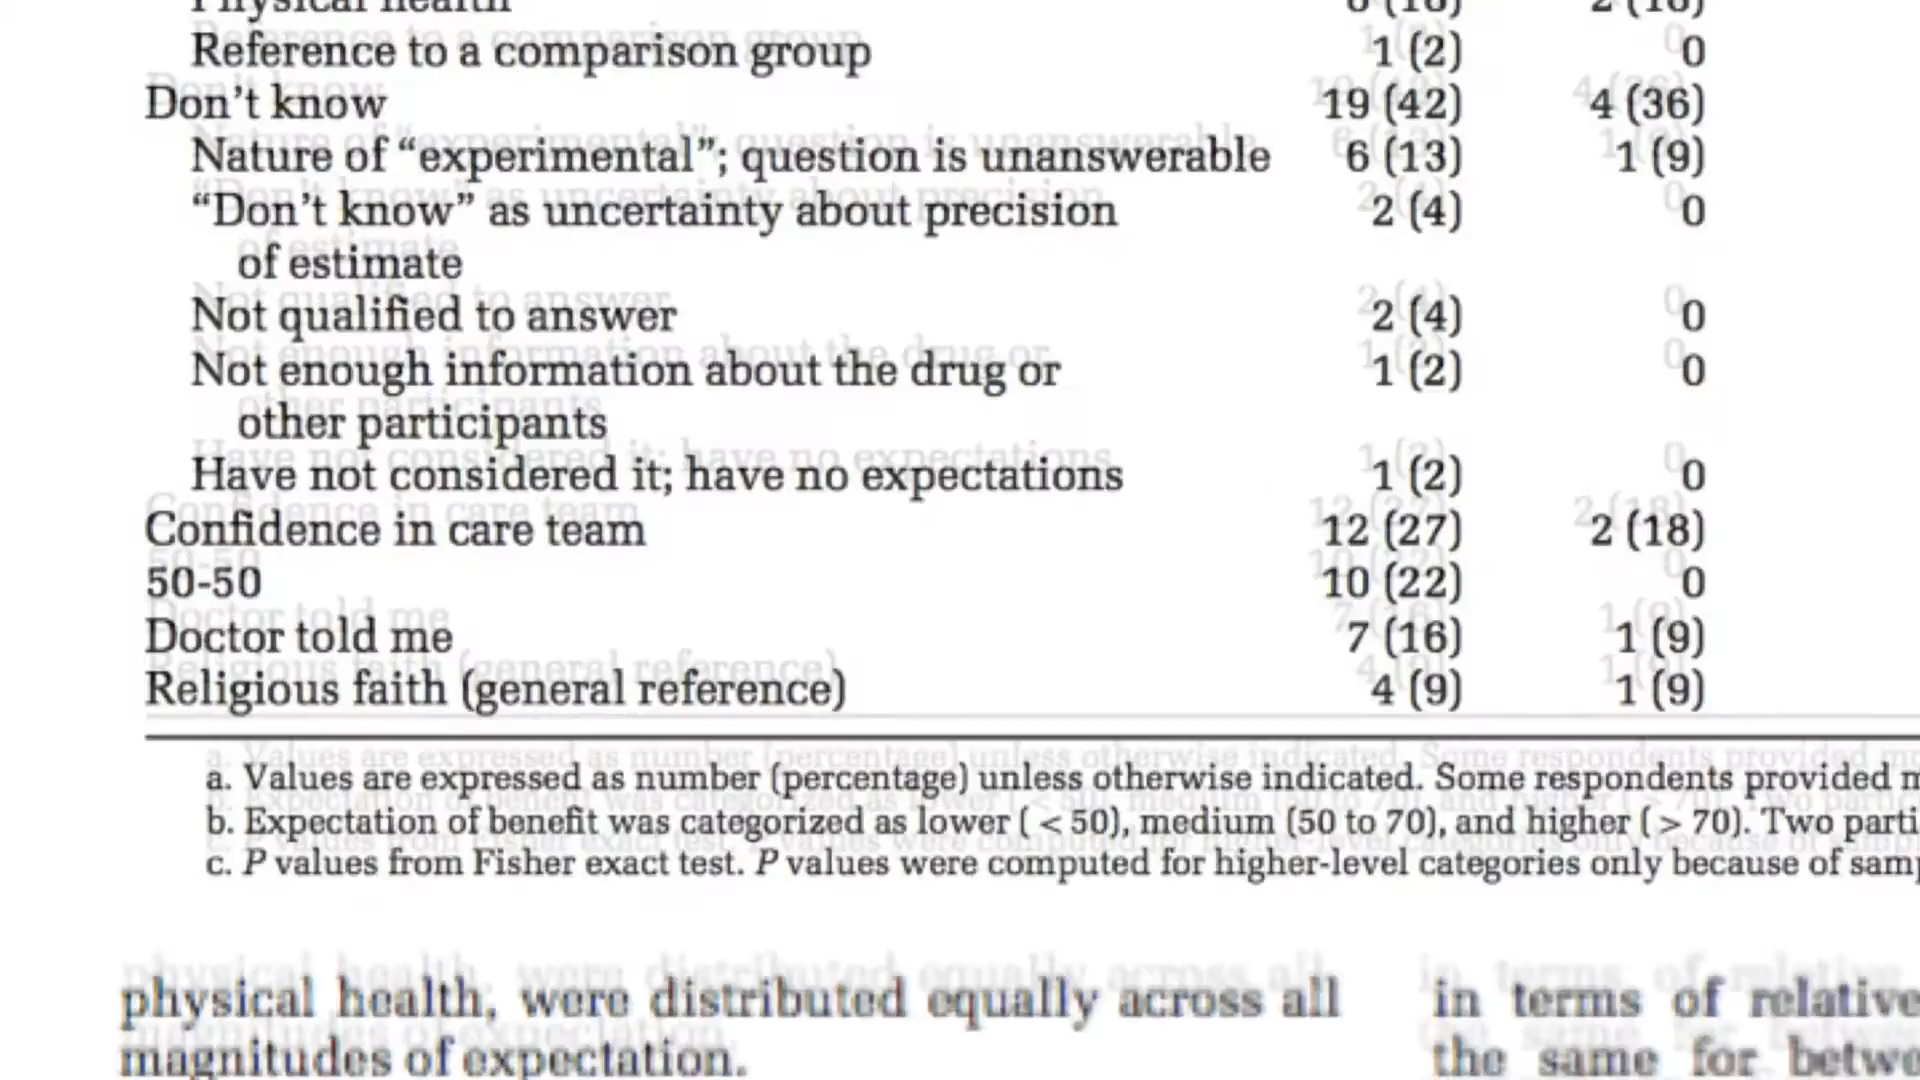 Physical health
Reference to a comparison group 1 (2) 0
Don't know 19 (42) 4 (36)
Nature of “experimental”; question is unanswerable 6 (13) 1 (9)
“Don't know” as uncertainty about precision 2 (4) 0
of estimate
Not qualified to answer 2 (4) 0
Not enough information about the drug or 1 (2) 0
other participants
Have not considered it; have no expectations 1 (2) 0
Confidence in care team 12 (27) 2 (18)
50-50 10 (22) 0
Doctor told me 7 (16) 1 (9)
Religious faith (general reference) 4 (9) 1 (9)
a. Values are expressed as number (percentage) unless otherwise indicated. Some respondents provided
b. Expectation of benefit was categorized as lower ( < 50), medium (50 to 70), and higher ( > 70). Two parti
c. P values from Fisher exact test. P values were computed for higher-level categories only because of samp
physical health, were distributed equally across all
magnitudes of expectation.
in terms of relative
the same for betwe